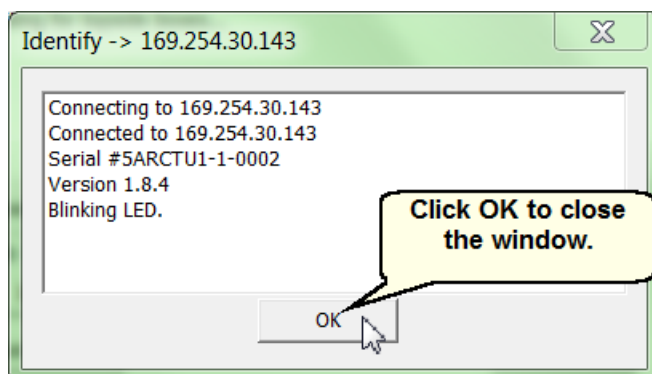 Identify -> 169.254.30.143
Connecting to 169.254.30.143
Connected to 169.254.30.143
Serial #5ARCTU1-1-0002
Version 1.8.4
Blinking LED.
Click OK to close
the window.
OK